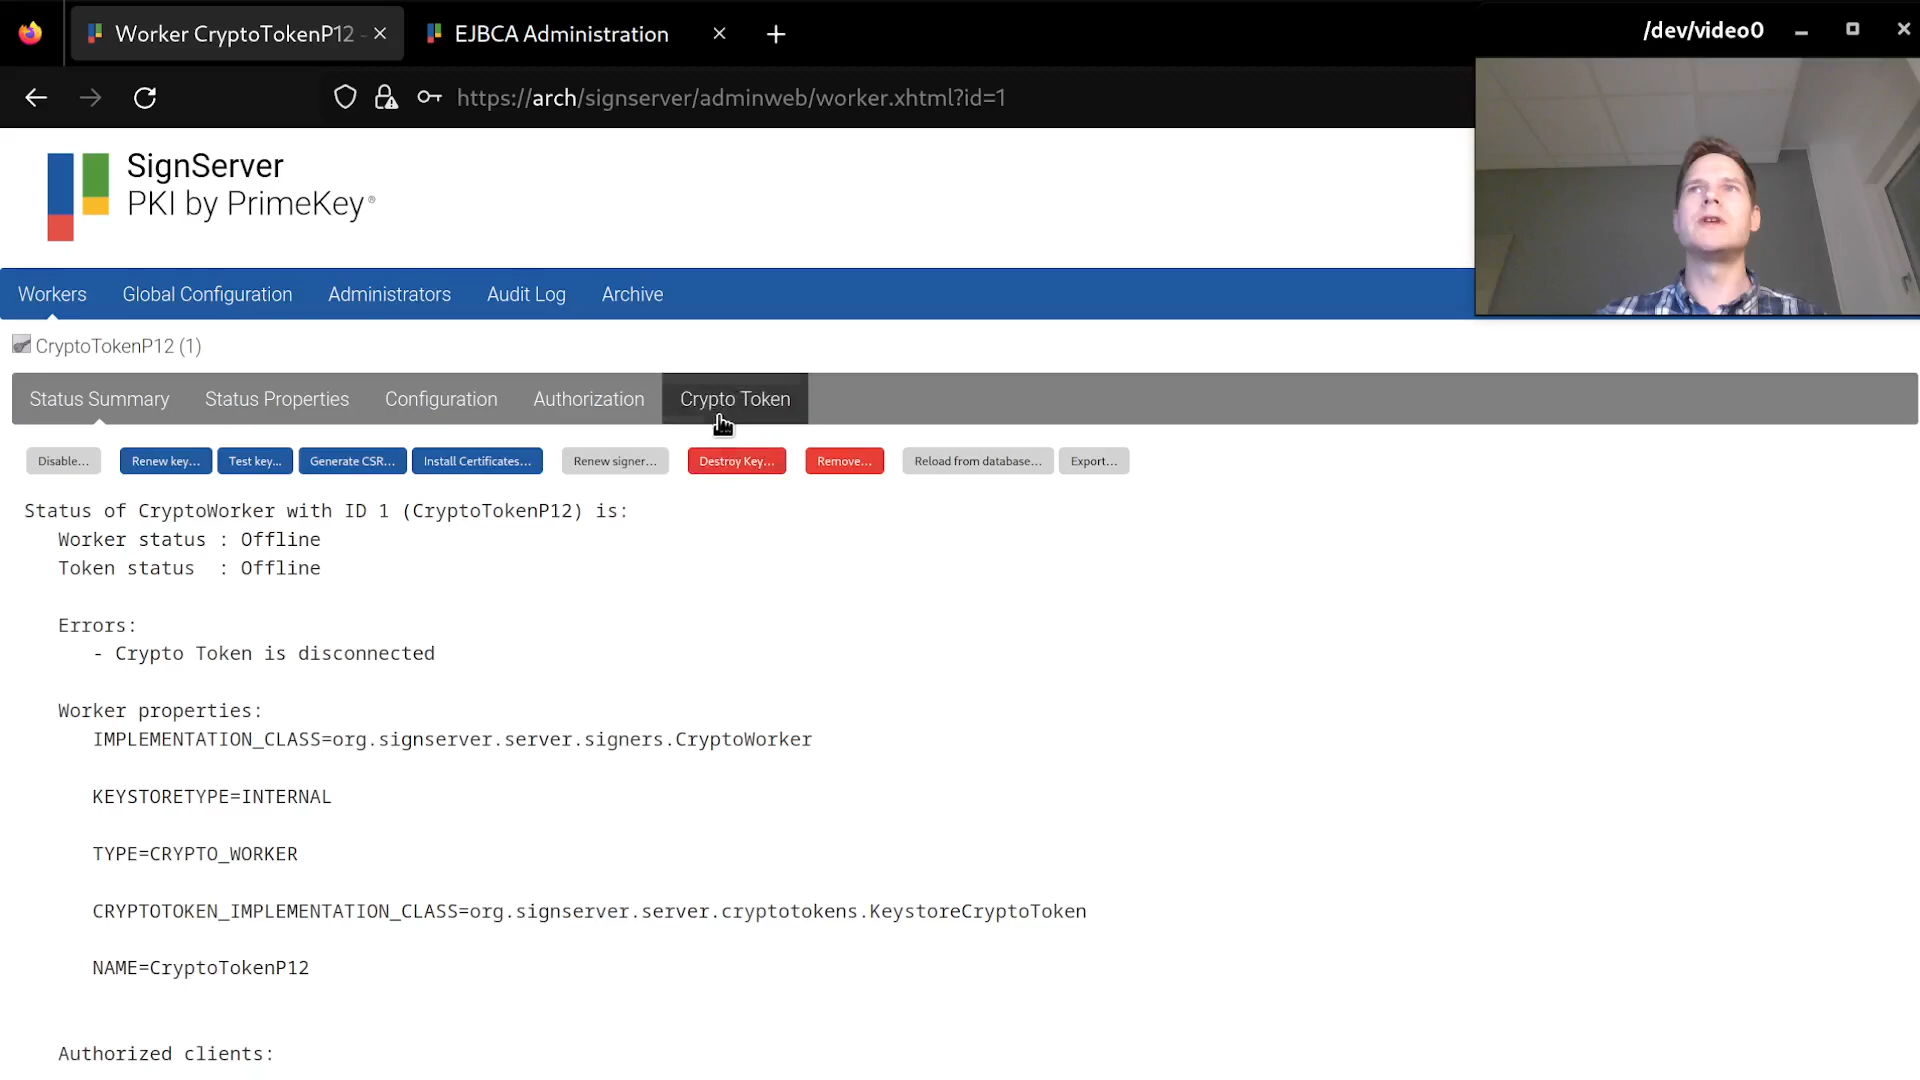 Worker CryptoTokenP12 -
EJBCA Administration
/dev/video0
https://arch/signserver/adminweb/worker.xhtml?id=1
SignServer
PKI by PrimeKey®
Workers Global Configuration Administrators Audit Log Archive
CryptoTokenP12 (1)
Status Summary Status Properties Configuration Authorization Crypto Token
Disable... Renew key... Test key... Generate CSR... Install Certificates... Renew signer... Destroy Key... Remove... Reload from database... Export...
Status of CryptoWorker with ID 1 (CryptoTokenP12) is:
Worker status : Offline
Token status  : Offline
Errors:
- Crypto Token is disconnected
Worker properties:
IMPLEMENTATION_CLASS=org.signserver.server.signers.CryptoWorker
KEYSTORETYPE=INTERNAL
TYPE=CRYPTO_WORKER
CRYPTOTOKEN_IMPLEMENTATION_CLASS=org.signserver.server.cryptotokens.KeystoreCryptoToken
NAME=CryptoTokenP12
Authorized clients: